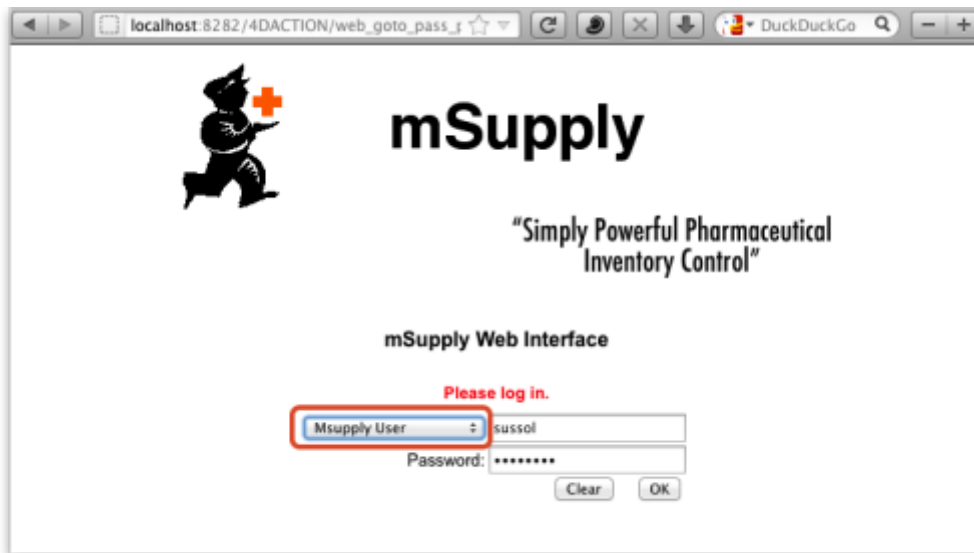 localhost:8282/4DACTION/web_goto_pass_
DuckDuckGo
mSupply
“Simply Powerful Pharmaceutical
Inventory Control”
mSupply Web Interface
Please log in.
Msupply User sussol
Password: ••••••••
Clear OK